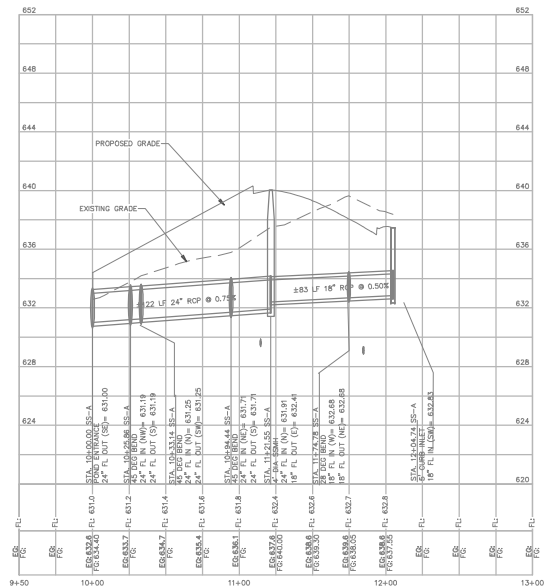 652 652
648 648
644 644
PROPOSED GRADE
640 640
EXISTING GRADE
636 636
±122 LF 24" RCP @ 0.75%
±83 LF 18" RCP @ 0.50%
632 632
628 628
624 624
620 620
STA. 10+00.00 SS-A
POND ENTRANCE
24" FL OUT (SE)= 631.00
STA. 10+25.86 SS-A
45 DEG BEND
24" FL IN (NW)= 631.19
24" FL OUT (S)= 631.19
STA. 10+33.14 SS-A
45 DEG BEND
24" FL IN (N)= 631.25
24" FL OUT (SW)= 631.25
STA. 10+94.44 SS-A
45 DEG BEND
24" FL IN (NE)= 631.71
24" FL OUT (S)= 631.71
STA. 11+21.55 SS-A
4' DIA SSMH
24" FL IN (N)= 631.91
18" FL OUT (E)= 632.41
STA. 11+74.78 SS-A
28 DEG BEND
18" FL IN (W)= 632.68
18" FL OUT (NE)= 632.68
STA. 12+04.74 SS-A
5' CURB INLET
18" FL IN (SW)= 632.83
FL:
FL:
FL: 631.0
FL: 631.2
FL: 631.4
FL: 631.6
FL: 631.8
FL: 632.4
FL: 632.6
FL: 632.7
FL: 632.8
FL:
FL:
FL:
FL:
EG:
FG:
EG: 632.6
FG: 634.40
EG: 633.7
EG: 634.7
EG: 635.4
EG: 636.1
EG: 637.6
FG: 640.00
EG: 638.6
FG: 639.30
EG: 639.6
FG: 638.05
EG: 638.6
FG: 637.55
EG:
FG:
EG:
FG:
9+50 10+00 11+00 12+00 13+00